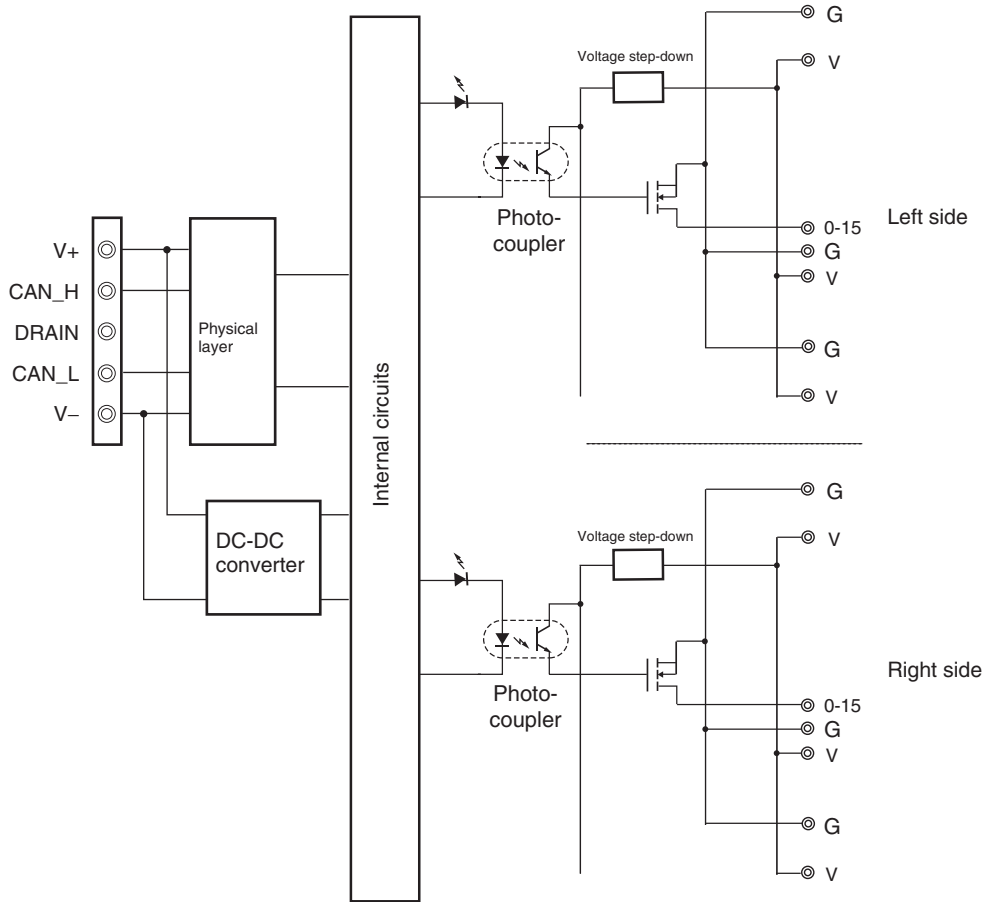 G
Voltage step-down
V
Photo-
coupler
0-15
G
V
G
V
Left side
V+
CAN_H
DRAIN
CAN_L
V–
Physical
layer
DC-DC
converter
Internal circuits
G
Voltage step-down
V
Photo-
coupler
0-15
G
V
G
V
Right side